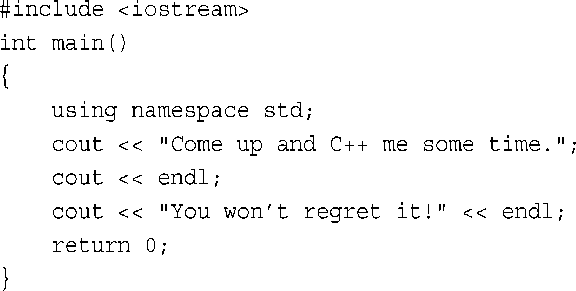 #include <iostream>
int main()
{
    using namespace std;
    cout << "Come up and C++ me some time.";
    cout << endl;
    cout << "You won't regret it!" << endl;
    return 0;
}